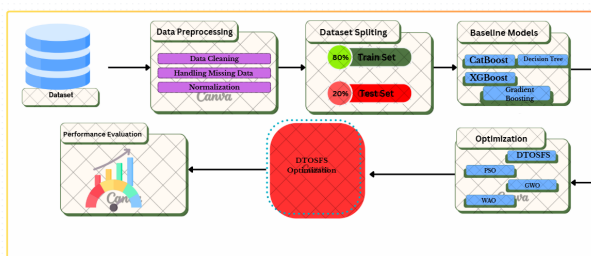 Dataset
Data Preprocessing
Data Cleaning
Handling Missing Data
Normalization
Canva
Dataset Spliting
80%
Train Set
20%
Test Set
Baseline Models
CatBoost
Decision Tree
XGBoost
Gradient
Boosting
Optimization
DTOSFS
PSO
GWO
WAO
Canva
DTOSFS
Optimization
Performance Evaluation
Canva